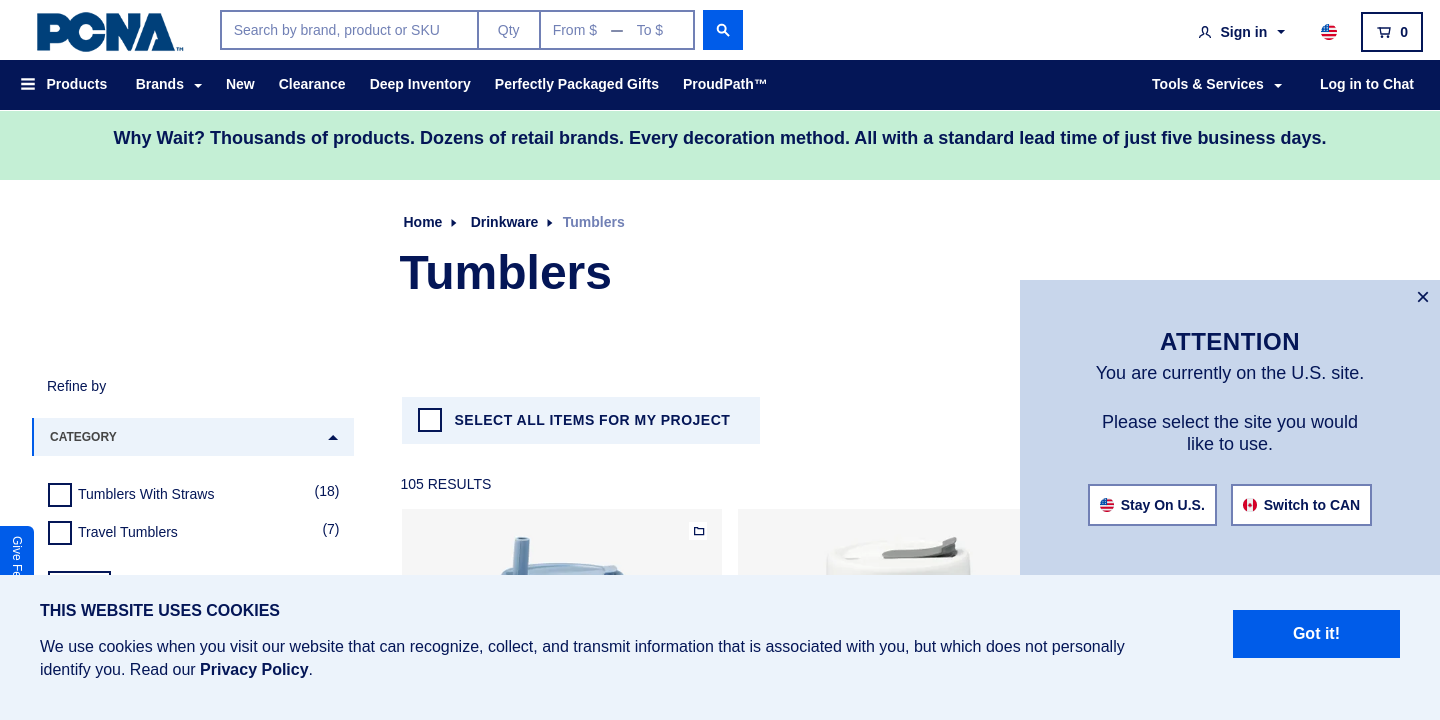 PCNA™
Search by brand, product or SKU
Qty
From $ — To $
Sign in
0
Products
Brands
New
Clearance
Deep Inventory
Perfectly Packaged Gifts
ProudPath™
Tools & Services
Log in to Chat
Why Wait? Thousands of products. Dozens of retail brands. Every decoration method. All with a standard lead time of just five business days.
Home
Drinkware
Tumblers
Tumblers
ATTENTION
You are currently on the U.S. site.
Please select the site you would
like to use.
Stay On U.S.
Switch to CAN
Refine by
CATEGORY
Tumblers With Straws (18)
Travel Tumblers (7)
SELECT ALL ITEMS FOR MY PROJECT
105 RESULTS
Give Fe
THIS WEBSITE USES COOKIES
We use cookies when you visit our website that can recognize, collect, and transmit information that is associated with you, but which does not personally
identify you. Read our Privacy Policy.
Got it!